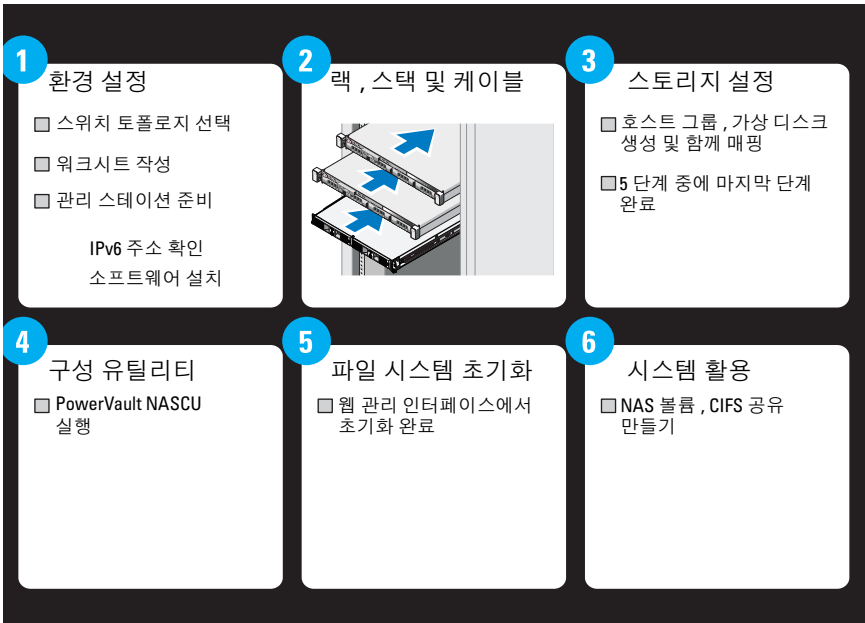 1
환경 설정
스위치 토폴로지 선택
워크시트 작성
관리 스테이션 준비
IPv6 주소 확인
소프트웨어 설치
2
랙 , 스택 및 케이블
3
스토리지 설정
호스트 그룹 , 가상 디스크
생성 및 함께 매핑
5 단계 중에 마지막 단계
완료
4
구성 유틸리티
PowerVault NASCU
실행
5
파일 시스템 초기화
웹 관리 인터페이스에서
초기화 완료
6
시스템 활용
NAS 볼륨 , CIFS 공유
만들기